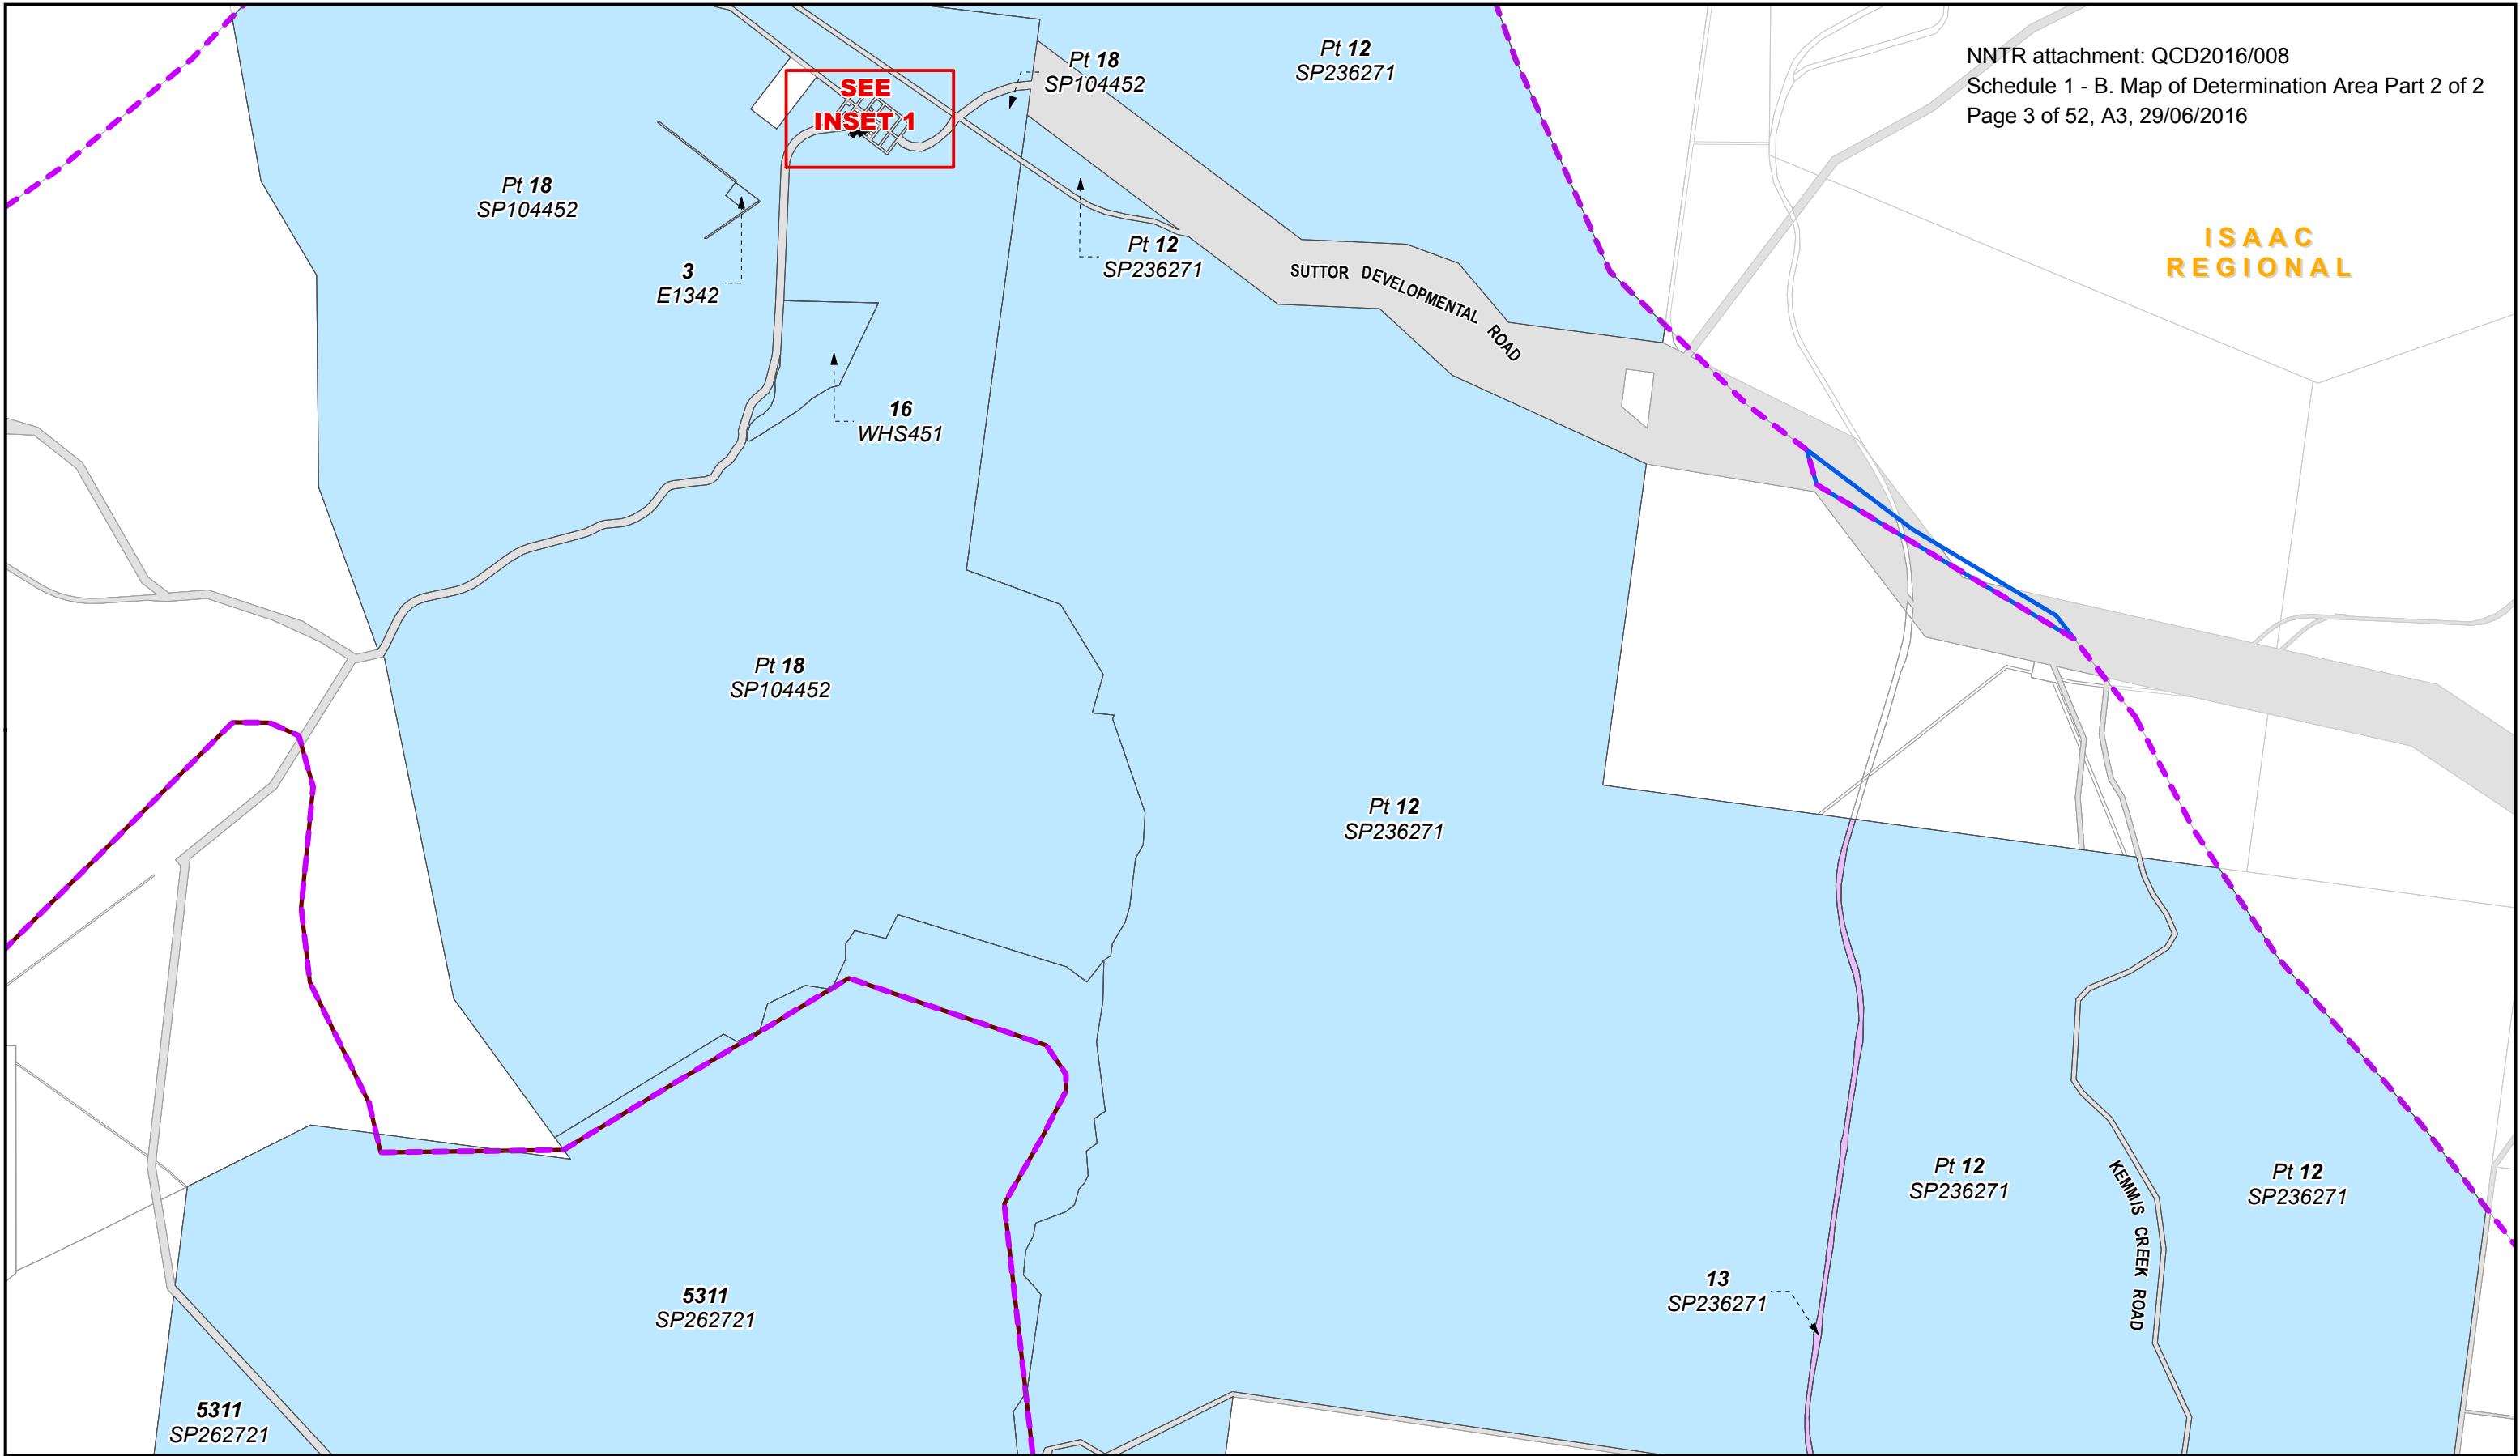 NNTR attachment: QCD2016/008
Schedule 1 - B. Map of Determination Area Part 2 of 2
Page 3 of 52, A3, 29/06/2016
Pt 12
SP236271
Pt 18
SP104452
SEE
INSET 1
Pt 18
SP104452
ISAAC
REGIONAL
Pt 12
SP236271
3
E1342
SUTTOR DEVELOPMENTAL ROAD
16
WHS451
Pt 18
SP104452
Pt 12
SP236271
Pt 12
SP236271
Pt 12
SP236271
KEMMIS CREEK ROAD
13
SP236271
5311
SP262721
5311
SP262721